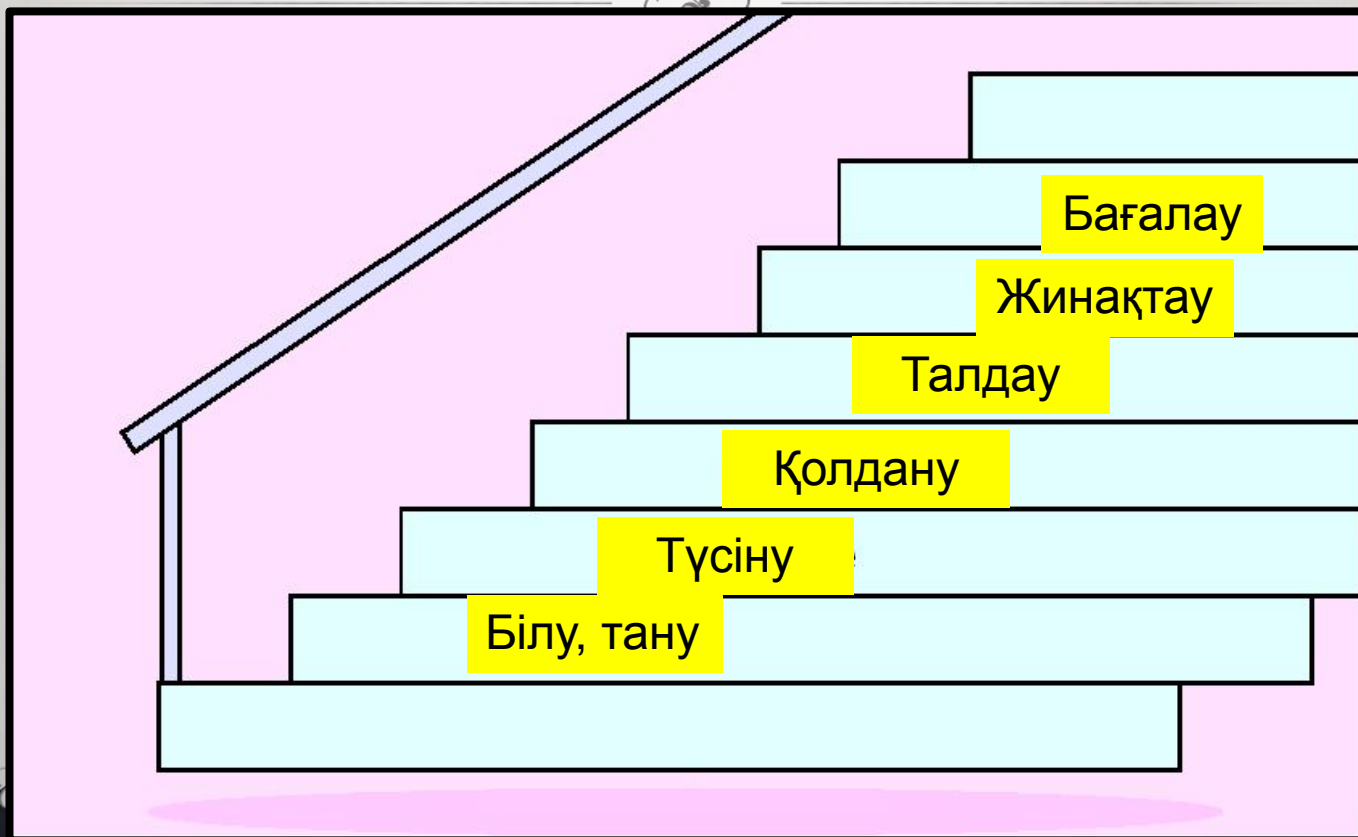 Бағалау
Жинақтау
Талдау
Қолдану
Түсіну
Білу, тану